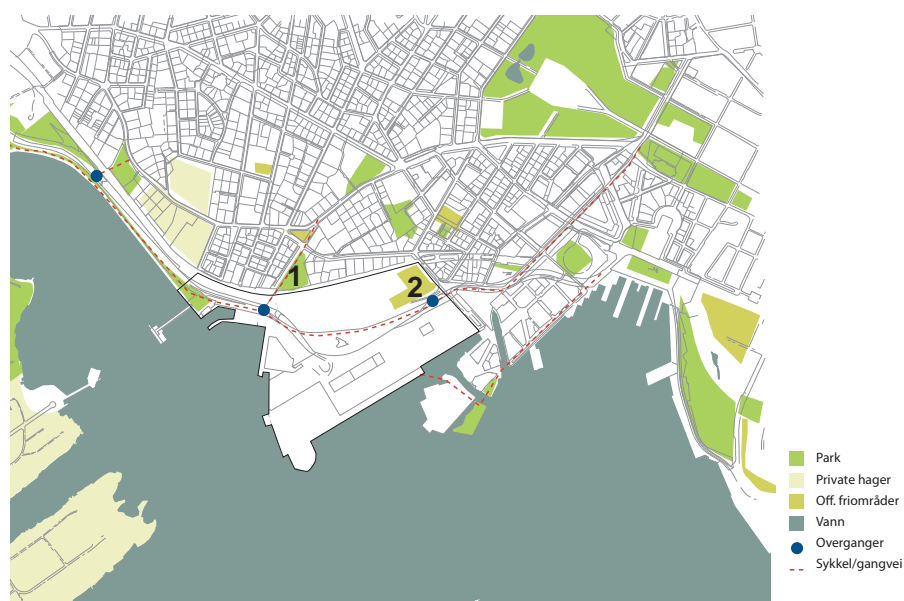 1
2
Park
Private hager
Off. friområder
Vann
Overganger
Sykkel/gangvei